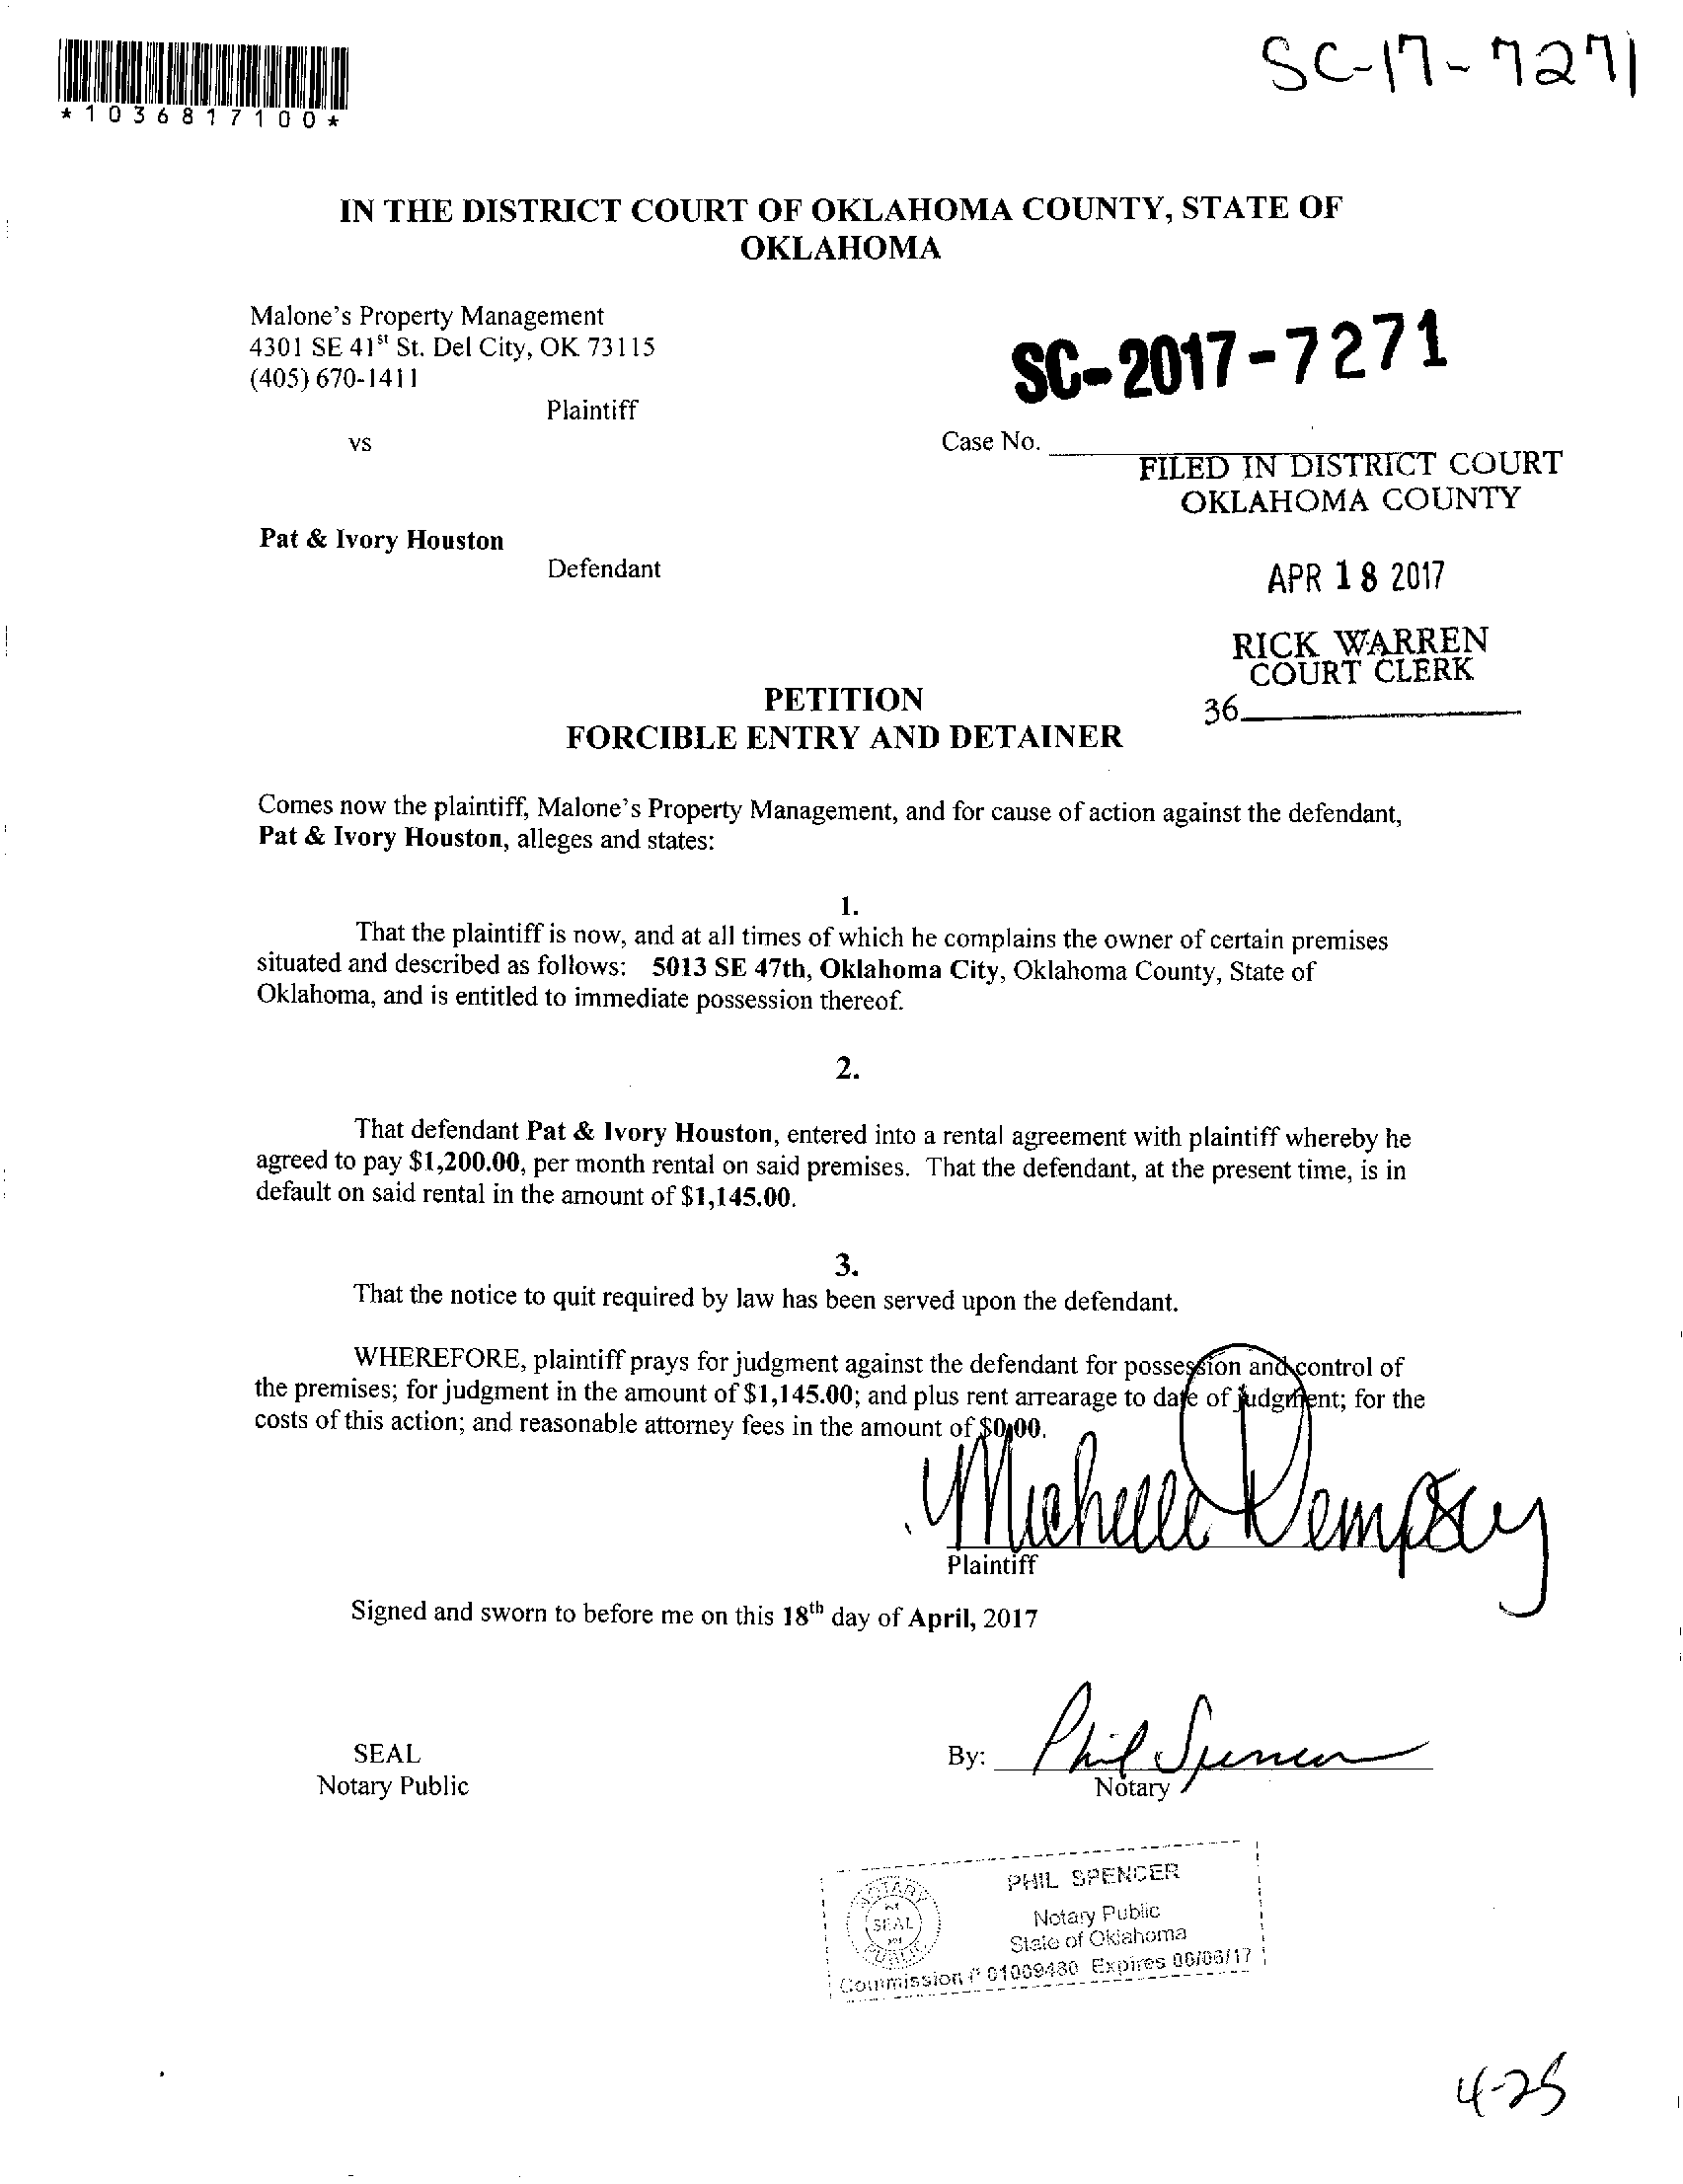 SC-17-7271
*1036817100*
IN THE DISTRICT COURT OF OKLAHOMA COUNTY, STATE OF
OKLAHOMA
Malone's Property Management
4301 SE 41st St. Del City, OK 73115
(405) 670-1411
Plaintiff
SC-2017-7271
vs
Case No.
FILED IN DISTRICT COURT
OKLAHOMA COUNTY
Pat & Ivory Houston
Defendant
APR 18 2017
RICK WARREN
COURT CLERK
36
PETITION
FORCIBLE ENTRY AND DETAINER
Comes now the plaintiff, Malone's Property Management, and for cause of action against the defendant,
Pat & Ivory Houston, alleges and states:
1.
That the plaintiff is now, and at all times of which he complains the owner of certain premises
situated and described as follows: 5013 SE 47th, Oklahoma City, Oklahoma County, State of
Oklahoma, and is entitled to immediate possession thereof.
2.
That defendant Pat & Ivory Houston, entered into a rental agreement with plaintiff whereby he
agreed to pay $1,200.00, per month rental on said premises. That the defendant, at the present time, is in
default on said rental in the amount of $1,145.00.
3.
That the notice to quit required by law has been served upon the defendant.
WHEREFORE, plaintiff prays for judgment against the defendant for possession and control of
the premises; for judgment in the amount of $1,145.00; and plus rent arrearage to date of judgment; for the
costs of this action; and reasonable attorney fees in the amount of $0.00.
Michelle Dempsey
Plaintiff
Signed and sworn to before me on this 18th day of April, 2017
SEAL
Notary Public
By: Phil Spencer
Notary
NOTARY
SEAL
PUBLIC
PHIL SPENCER
Notary Public
State of Oklahoma
Commission # 01009480 Expires 06/06/17
4-25